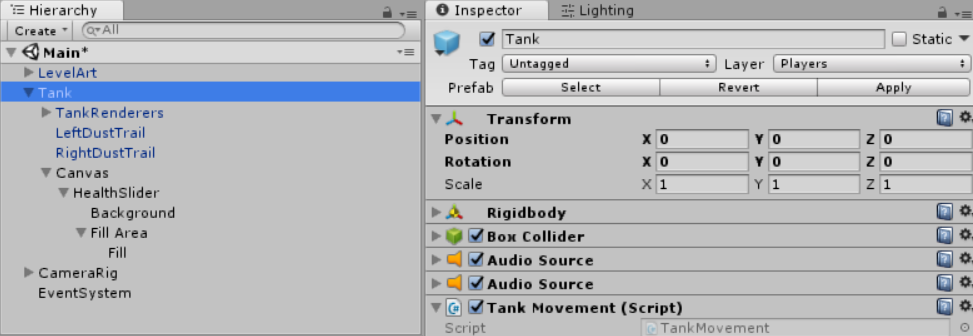 Hierarchy
Create All
Main*
LevelArt
Tank
TankRenderers
LeftDustTrail
RightDustTrail
Canvas
HealthSlider
Background
Fill Area
Fill
CameraRig
EventSystem
Inspector Lighting
Tank Static
Tag Untagged Layer Players
Prefab Select Revert Apply
Transform
Position X 0 Y 0 Z 0
Rotation X 0 Y 0 Z 0
Scale X 1 Y 1 Z 1
Rigidbody
Box Collider
Audio Source
Audio Source
Tank Movement (Script)
Script TankMovement